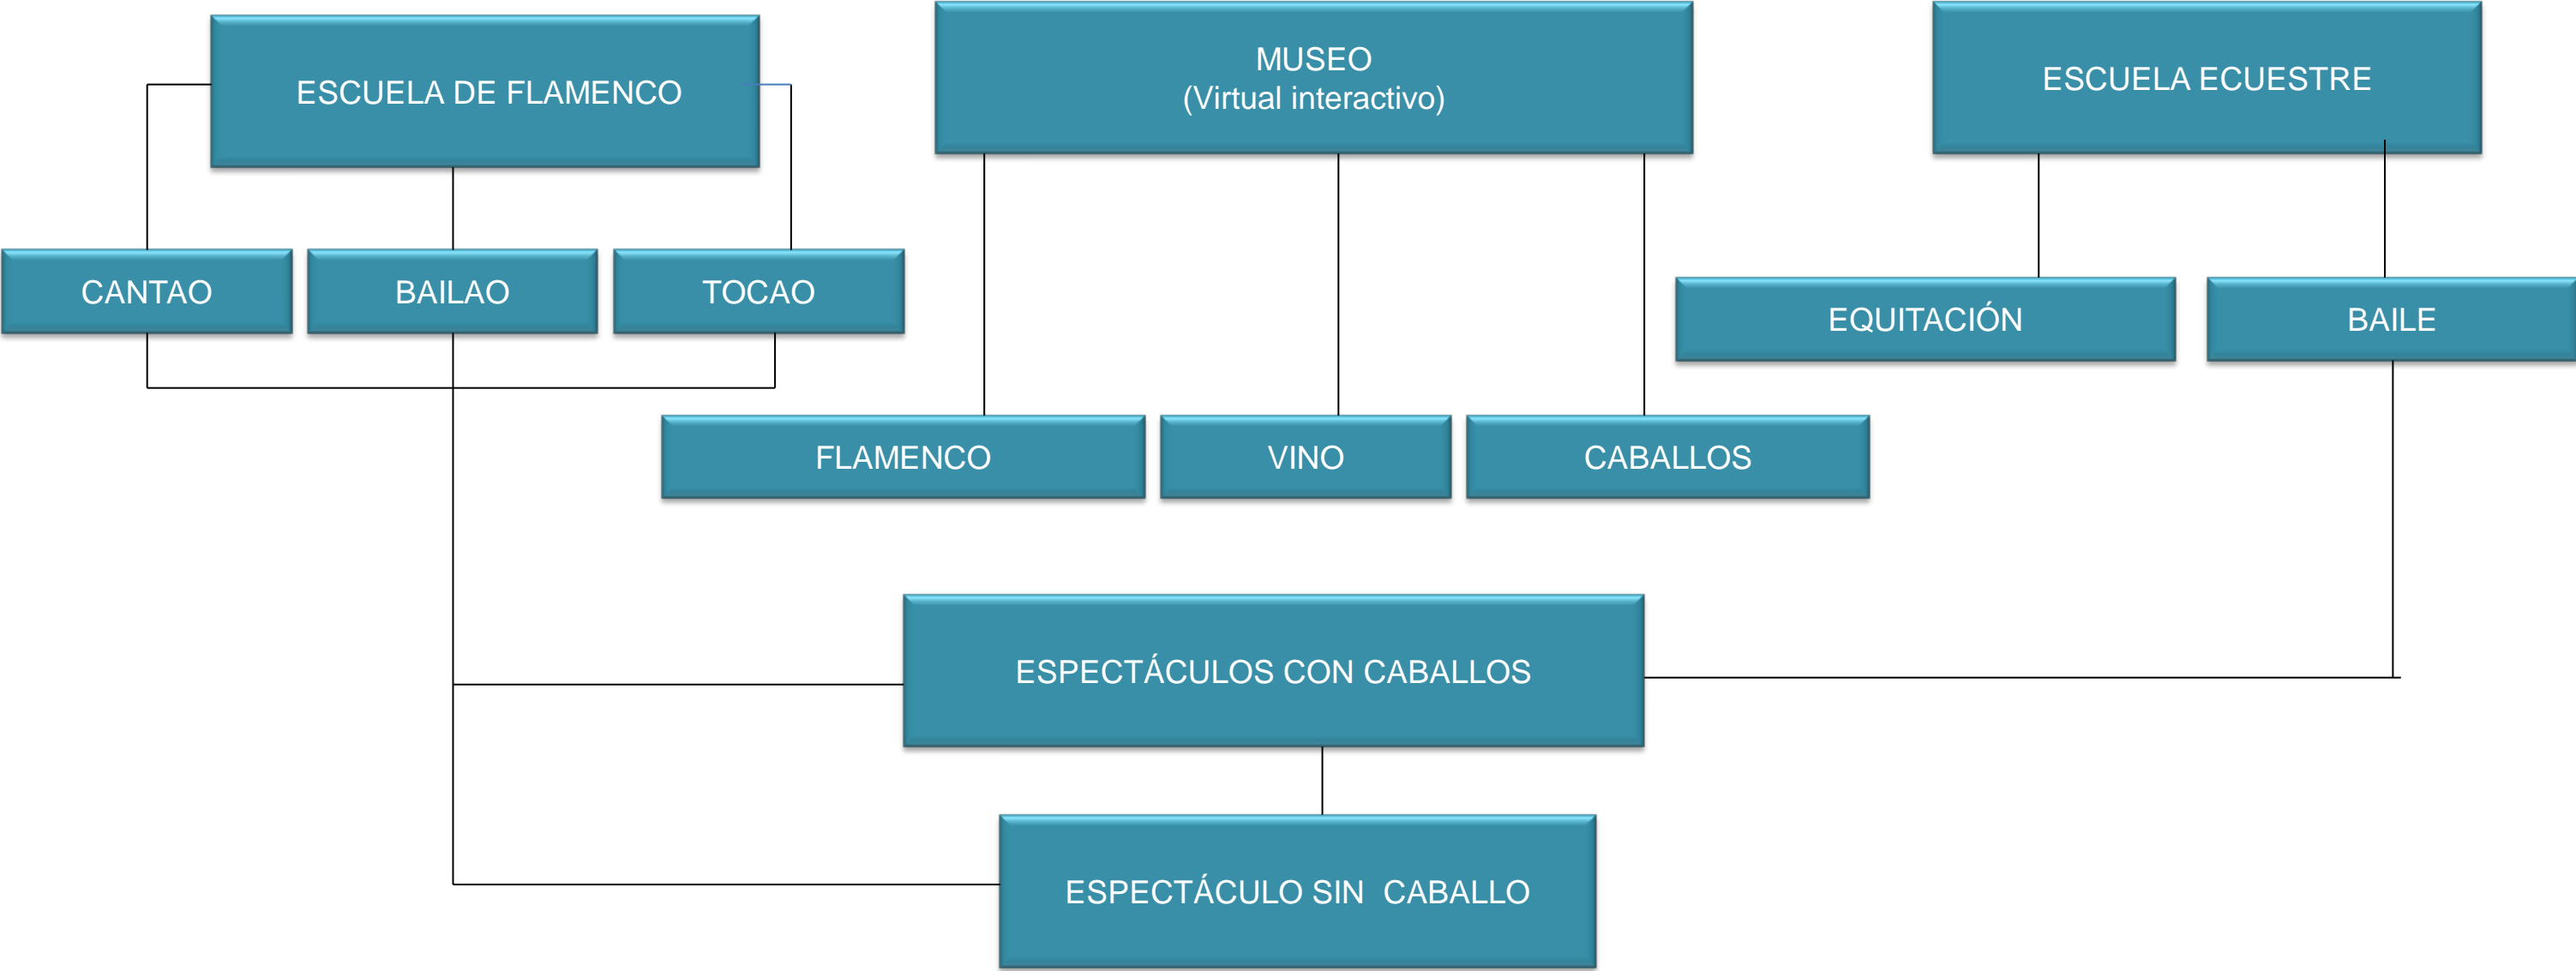 ESCUELA DE FLAMENCO
MUSEO
(Virtual interactivo)
ESCUELA ECUESTRE
CANTAO
BAILAO
TOCAO
EQUITACIÓN
BAILE
FLAMENCO
VINO
CABALLOS
ESPECTÁCULOS CON CABALLOS
ESPECTÁCULO SIN  CABALLO